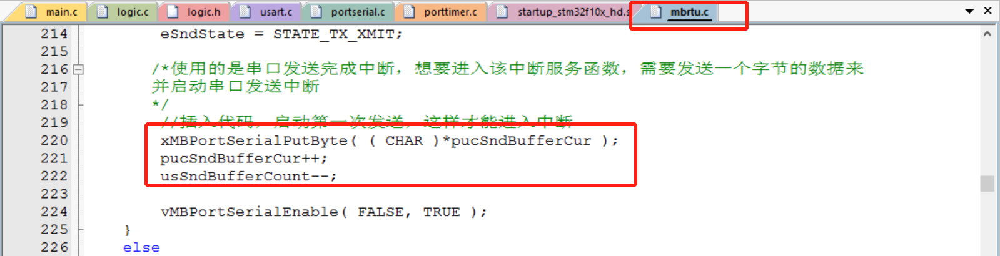 main.c logic.c logic.h usart.c portserial.c porttimer.c startup_stm32f10x_hd.s mbrtu.c
214 eSndState = STATE_TX_XMIT;
215
216 /*使用的是串口发送完成中断，想要进入该中断服务函数，需要发送一个字节的数据来
217 并启动串口发送中断
218 */
219 //插入代码，启动第一次发送，这样才能进入中断
220 xMBPortSerialPutByte( ( CHAR )*pucSndBufferCur );
221 pucSndBufferCur++;
222 usSndBufferCount--;
223
224 vMBPortSerialEnable( FALSE, TRUE );
225 }
226 else